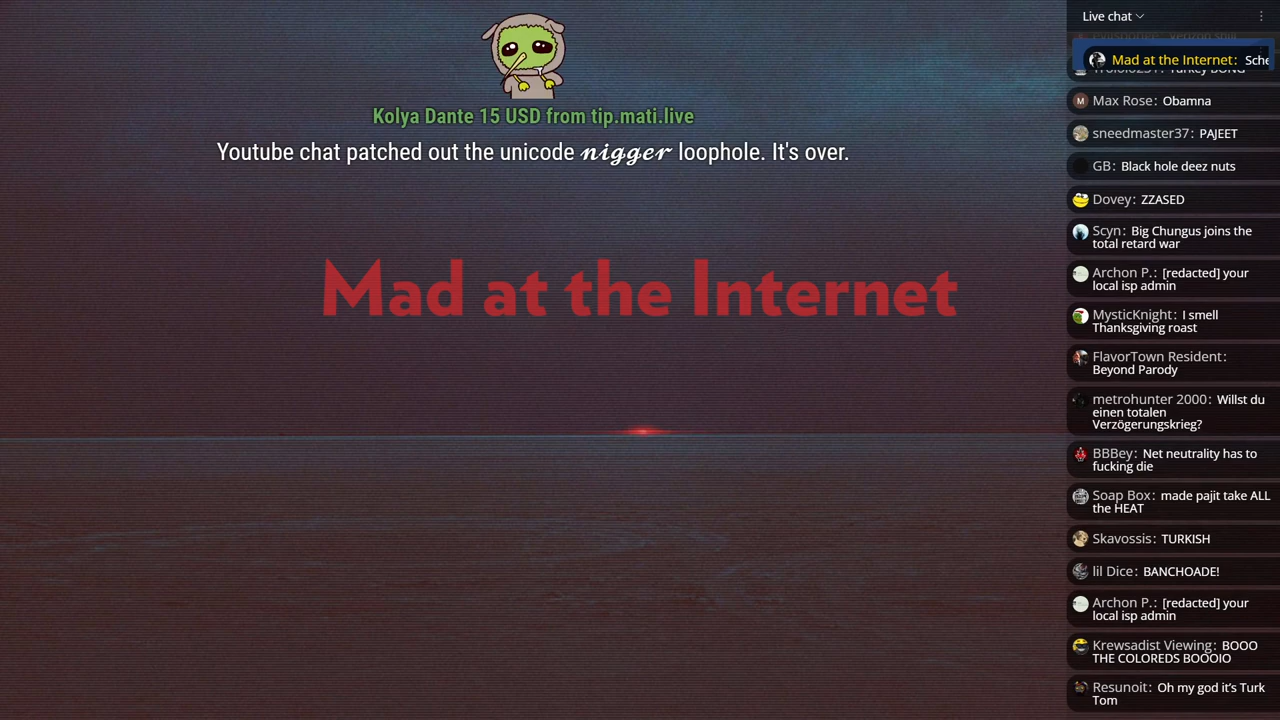 Live chat
Mad at the Internet: Sche
Max Rose: Obamna
sneedmaster37: PAJEET
GB: Black hole deez nuts
Dovey: ZZASED
Scyn: Big Chungus joins the
total retard war
Archon P.: [redacted] your
local isp admin
MysticKnight: I smell
Thanksgiving roast
FlavorTown Resident:
Beyond Parody
metrohunter 2000: Willst du
einen totalen
Verzögerungskrieg?
BBBey: Net neutrality has to
fucking die
Soap Box: made pajit take ALL
the HEAT
Skavossis: TURKISH
lil Dice: BANCHOADE!
Archon P.: [redacted] your
local isp admin
Krewsadist Viewing: BOOO
THE COLOREDS BOOOIO
Resunoit: Oh my god it's Turk
Tom
Kolya Dante 15 USD from tip.mati.live
Youtube chat patched out the unicode 𝓷𝓲𝓰𝓰𝓮𝓻 loophole. It's over.
Mad at the Internet